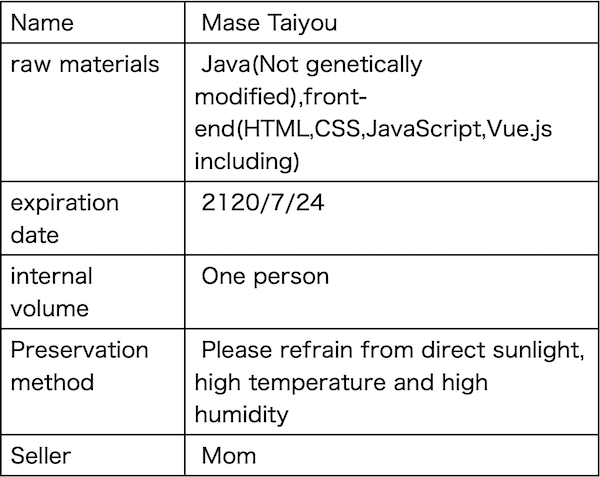 Name
Mase Taiyou
raw materials
Java(Not genetically
modified),front-
end(HTML,CSS,JavaScript,Vue.js
including)
expiration
date
2120/7/24
internal
volume
One person
Preservation
method
Please refrain from direct sunlight,
high temperature and high
humidity
Seller
Mom